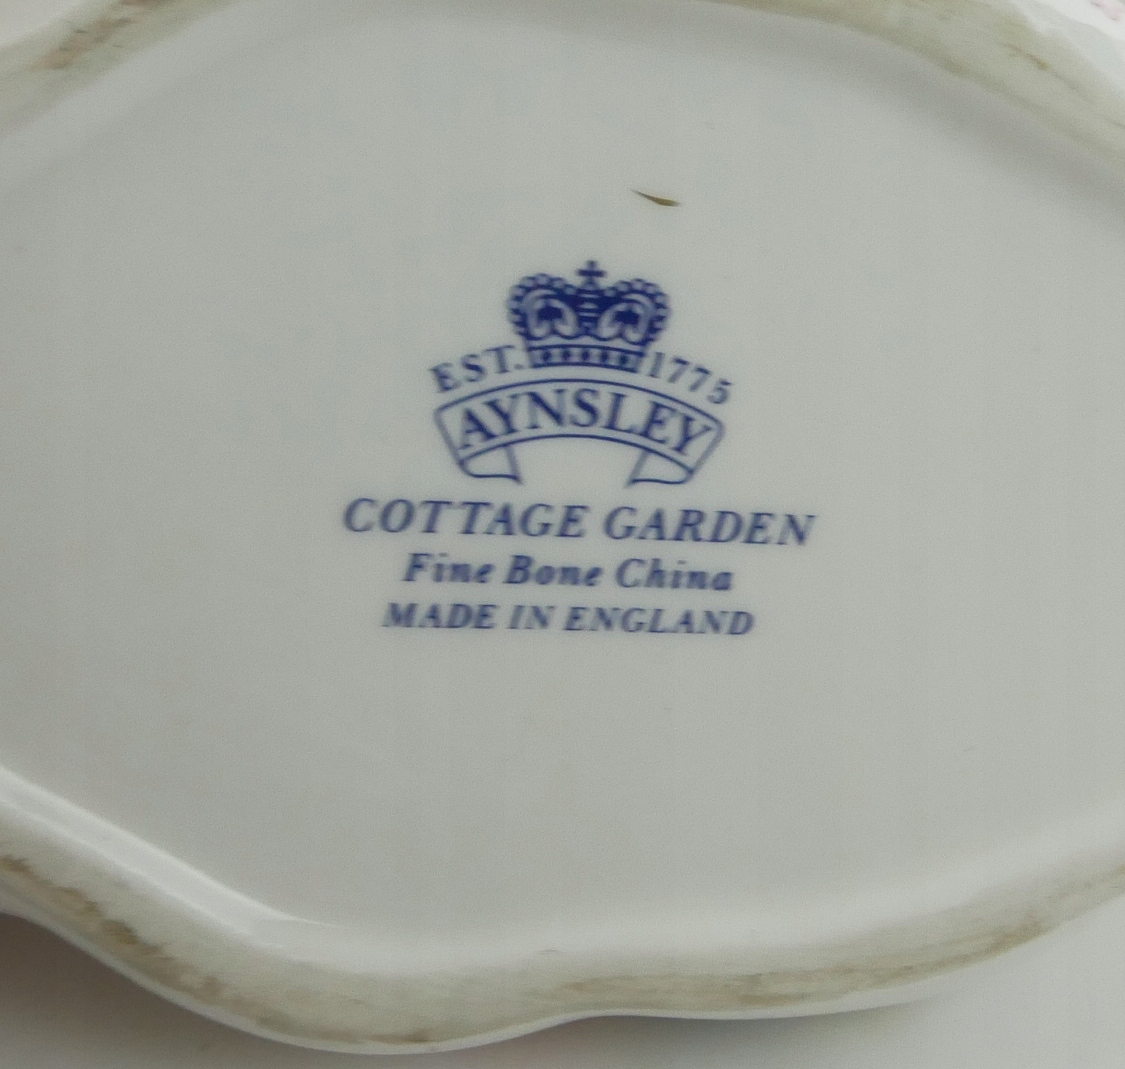 EST. 1775
AYNSLEY
COTTAGE GARDEN
Fine Bone China
MADE IN ENGLAND